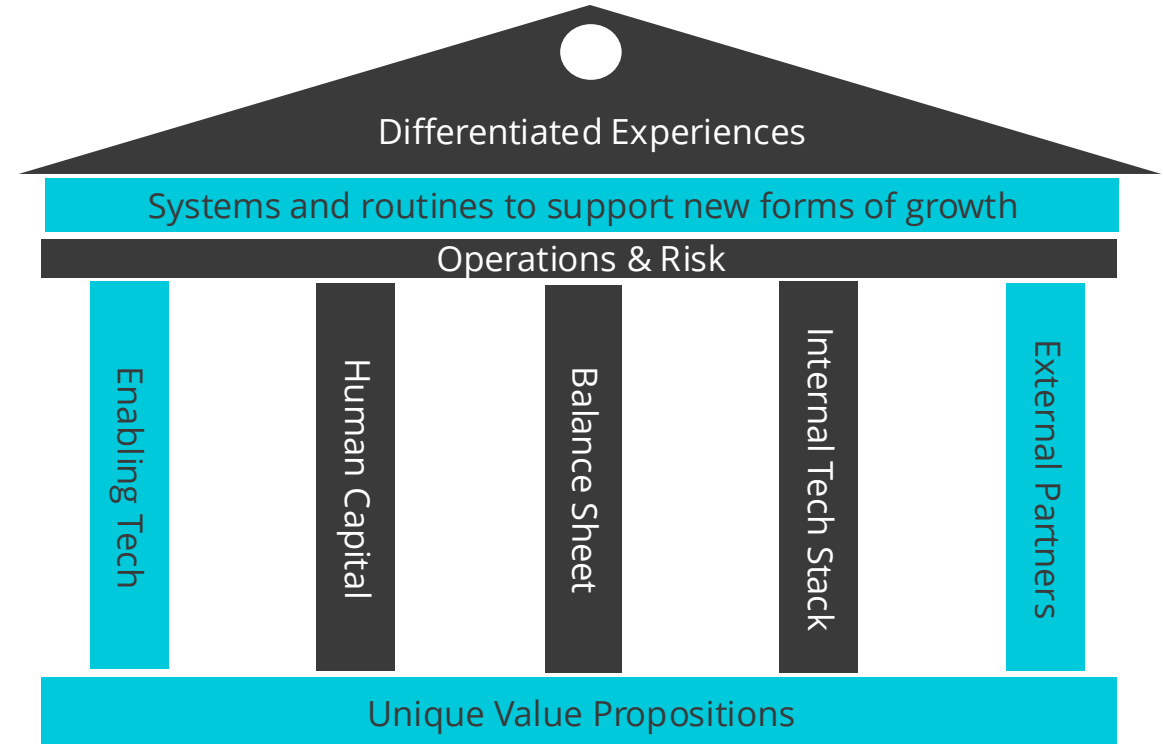 Differentiated Experiences
Systems and routines to support new forms of growth
Operations & Risk
Enabling Tech
Human Capital
Balance Sheet
Internal Tech Stack
External Partners
Unique Value Propositions